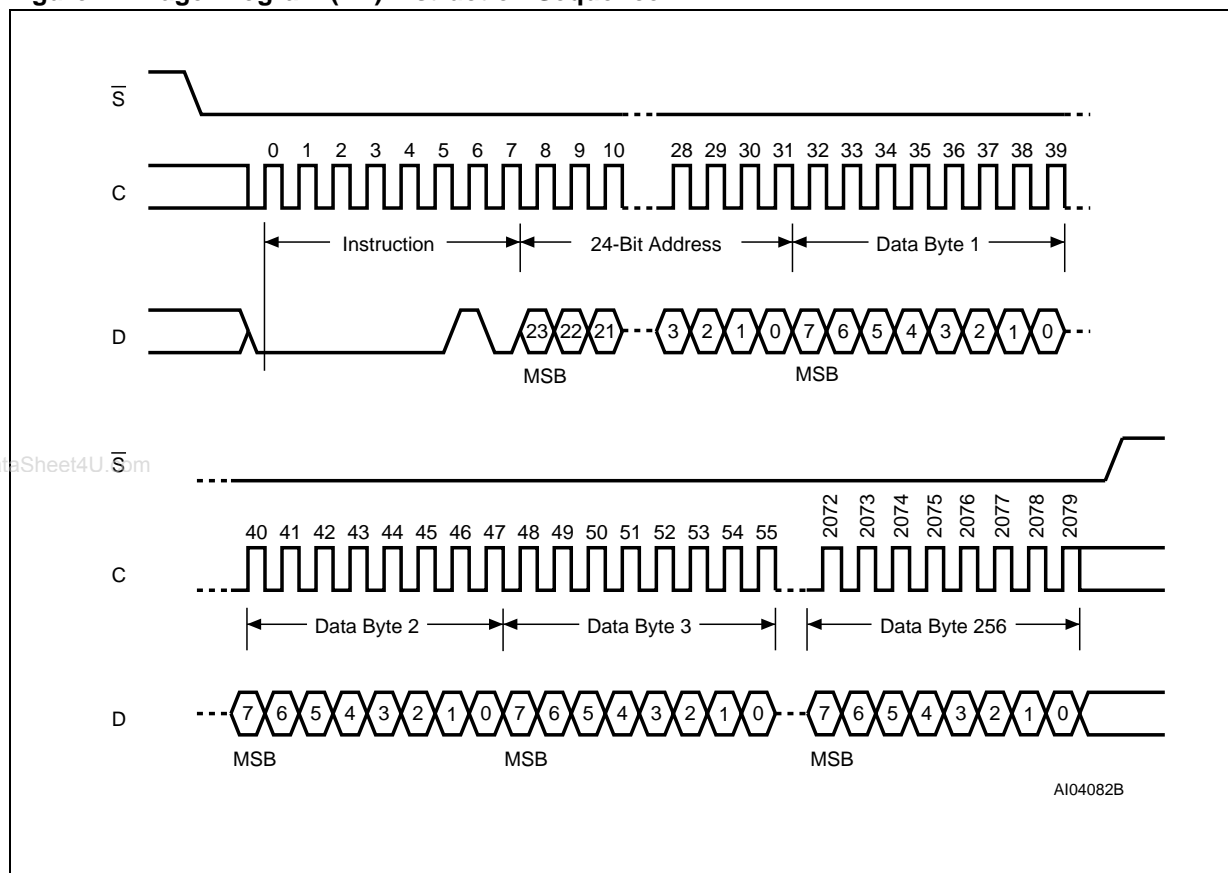 S
0 1 2 3 4 5 6 7 8 9 10 28 29 30 31 32 33 34 35 36 37 38 39
C
Instruction 24-Bit Address Data Byte 1
D
23 22 21 3 2 1 0 7 6 5 4 3 2 1 0
MSB MSB
S
taSheet4U.com
40 41 42 43 44 45 46 47 48 49 50 51 52 53 54 55 2072 2073 2074 2075 2076 2077 2078 2079
C
Data Byte 2 Data Byte 3 Data Byte 256
D
7 6 5 4 3 2 1 0 7 6 5 4 3 2 1 0 7 6 5 4 3 2 1 0
MSB MSB MSB
AI04082B